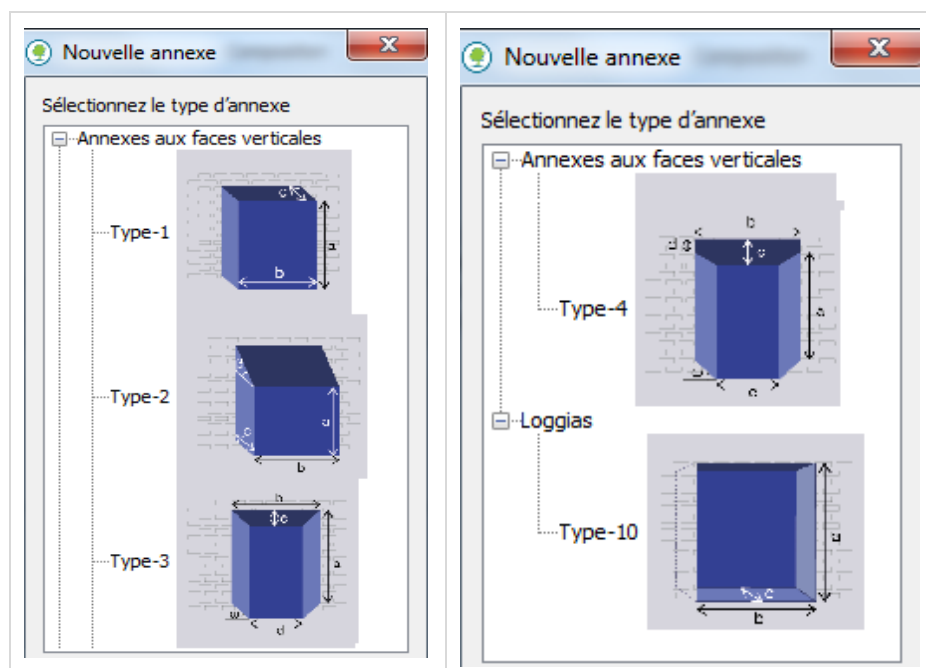 Nouvelle annexe
Sélectionnez le type d'annexe
Annexes aux faces verticales
Type-1
c
a
b
Type-2
c
a
b
Type-3
b
c
a
d
Nouvelle annexe
Sélectionnez le type d'annexe
Annexes aux faces verticales
Type-4
b
d
c
a
e
Loggias
Type-10
a
c
b